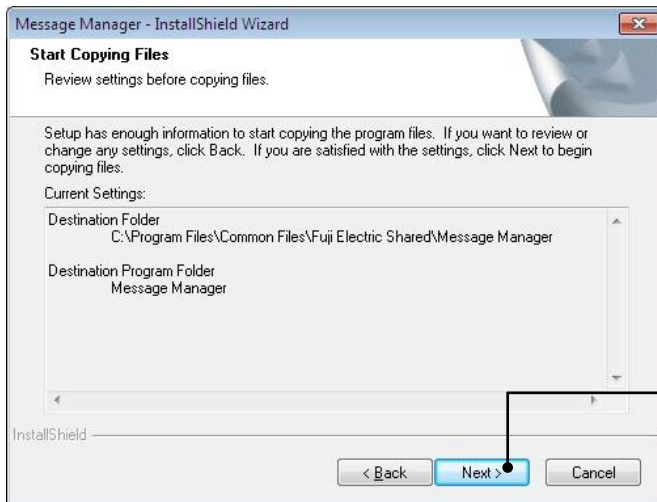 Message Manager - InstallShield Wizard
Start Copying Files
Review settings before copying files.
Setup has enough information to start copying the program files.  If you want to review or
change any settings, click Back.  If you are satisfied with the settings, click Next to begin
copying files.
Current Settings:
Destination Folder
C:\Program Files\Common Files\Fuji Electric Shared\Message Manager
Destination Program Folder
Message Manager
InstallShield
< Back
Next >
Cancel